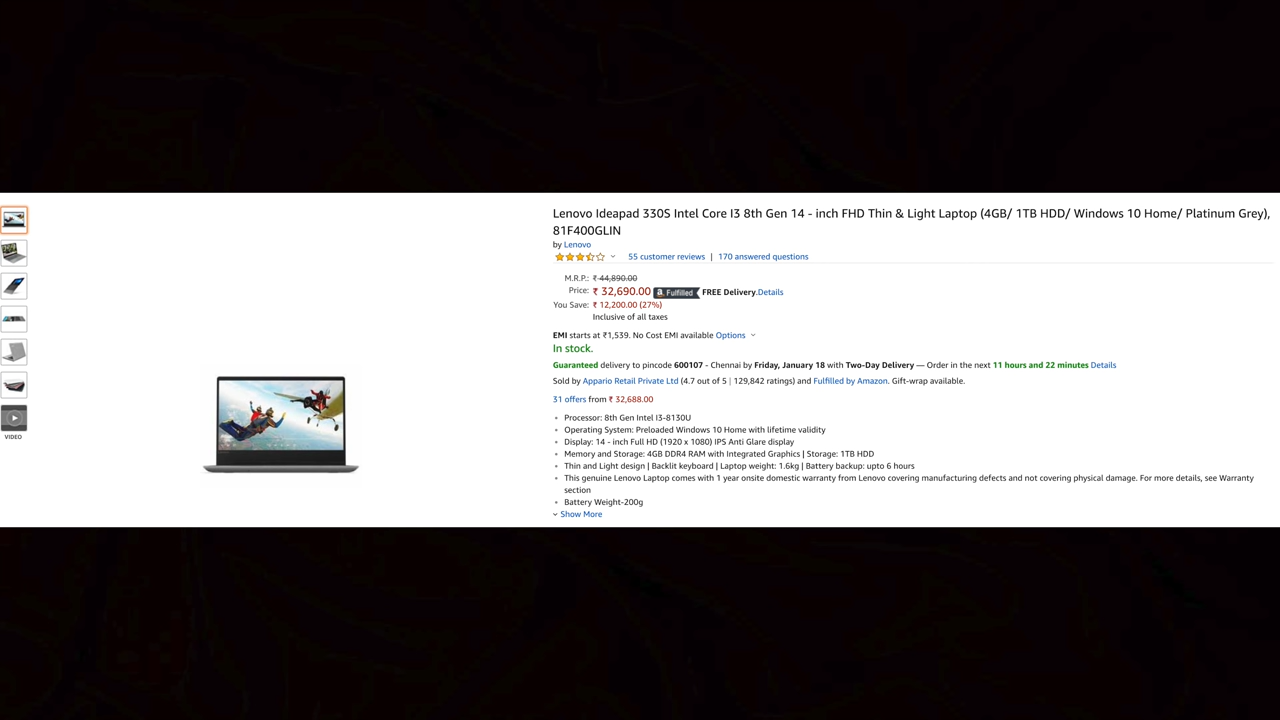 Lenovo Ideapad 330S Intel Core I3 8th Gen 14 - inch FHD Thin & Light Laptop (4GB/ 1TB HDD/ Windows 10 Home/ Platinum Grey),
81F400GLIN
by Lenovo
55 customer reviews | 170 answered questions
M.R.P.: ₹ 44,890.00
Price: ₹ 32,690.00 a Fulfilled FREE Delivery.Details
You Save: ₹ 12,200.00 (27%)
Inclusive of all taxes
EMI starts at ₹1,539. No Cost EMI available Options
In stock.
Guaranteed delivery to pincode 600107 - Chennai by Friday, January 18 with Two-Day Delivery — Order in the next 11 hours and 22 minutes Details
Sold by Appario Retail Private Ltd (4.7 out of 5 | 129,842 ratings) and Fulfilled by Amazon. Gift-wrap available.
31 offers from ₹ 32,688.00
VIDEO
• Processor: 8th Gen Intel I3-8130U
• Operating System: Preloaded Windows 10 Home with lifetime validity
• Display: 14 - inch Full HD (1920 x 1080) IPS Anti Glare display
• Memory and Storage: 4GB DDR4 RAM with Integrated Graphics | Storage: 1TB HDD
• Thin and Light design | Backlit keyboard | Laptop weight: 1.6kg | Battery backup: upto 6 hours
• This genuine Lenovo Laptop comes with 1 year onsite domestic warranty from Lenovo covering manufacturing defects and not covering physical damage. For more details, see Warranty
section
• Battery Weight-200g
Show More